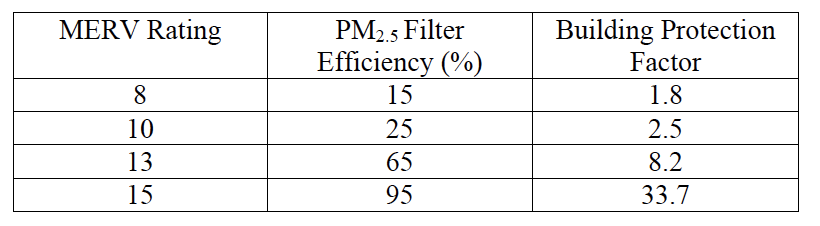 MERV Rating PM2.5 Filter Building Protection
Efficiency (%) Factor
8 15 1.8
10 25 2.5
13 65 8.2
15 95 33.7